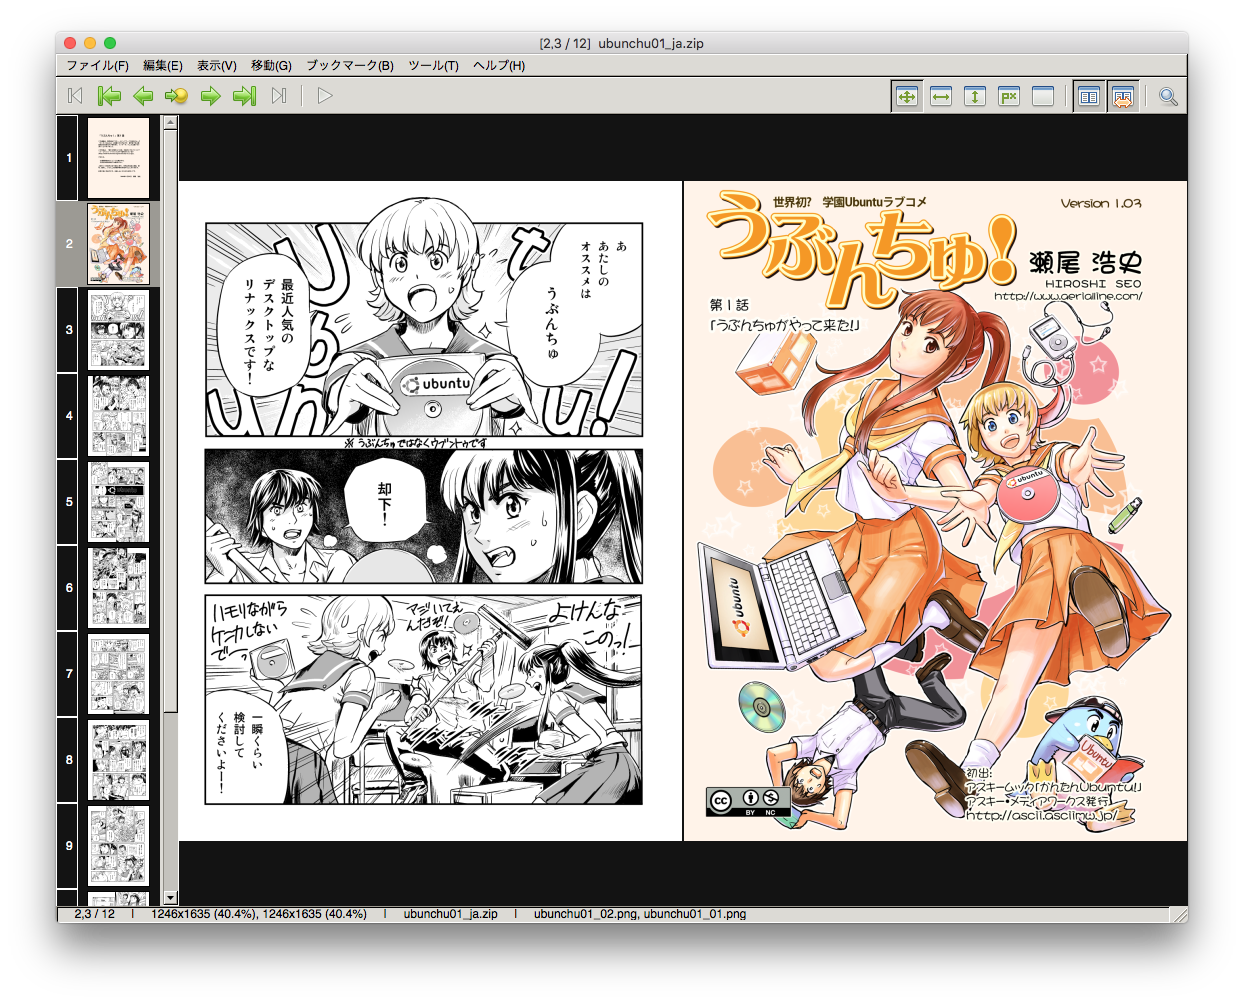 [2,3 / 12] ubunchu01_ja.zip
ファイル(F) 編集(E) 表示(V) 移動(G) ブックマーク(B) ツール(T) ヘルプ(H)
1
2
3
4
5
6
7
8
9
あ
あたしの
オススメは
うぶんちゅ
最近人気の
デスクトップな
リナックスです!
ubuntu
※ うぶんちゅではなくウブントゥです
却下!
ハモりながら
ケンカしない
でーっ
マジいてえ
んだぞ!
よけんな
このっ!
一瞬くらい
検討して
くださいよー!
世界初? 学園Ubuntuラブコメ
Version 1.03
うぶんちゅ!
瀬尾 浩史
HIROSHI SEO
http://www.aerialline.com/
第1話
「うぶんちゅがやって来た!」
ubuntu
ubuntu
Ubuntu
初出:
アスキームック「かんたんUbuntu!」
アスキー・メディアワークス発行
http://ascii.asciimw.jp/
cc
BY NC
2,3 / 12 | 1246x1635 (40.4%), 1246x1635 (40.4%) | ubunchu01_ja.zip | ubunchu01_02.png, ubunchu01_01.png